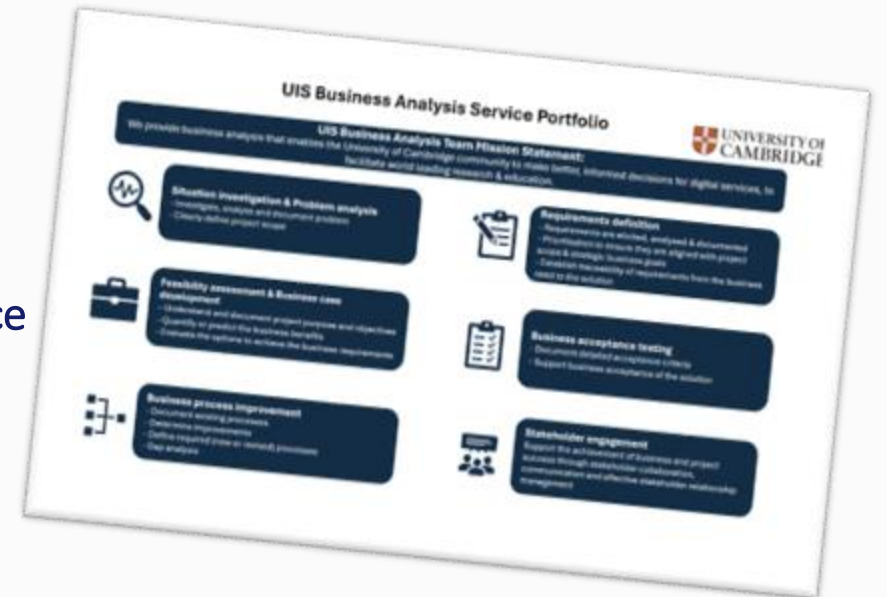 UIS Business Analysis Service Portfolio
UNIVERSITY OF
CAMBRIDGE
UIS Business Analysis Team Mission Statement:
We provide business analysis that enables the University of Cambridge community to make better, informed decisions for digital services, to
facilitate world leading research & education.
Situation investigation & Problem analysis
- Investigate, analyse and document problem
- Clearly define project scope
Feasibility assessment & Business case
development
- Understand and document project purpose and objectives
- Quantify or predict the business benefits
- Evaluate the options to achieve the business requirements
Business process improvement
- Document existing processes
- Determine improvements
- Define required (new or revised) processes
- Gap analysis
Requirements definition
- Requirements are elicited, analysed & documented
- Prioritisation to ensure they are aligned with project
scope & strategic business goals
- Establish traceability of requirements from the business
need to the solution
Business acceptance testing
- Document detailed acceptance criteria
- Support business acceptance of the solution
Stakeholder engagement
Support the achievement of business and project
success through stakeholder collaboration,
communication and effective stakeholder relationship
management